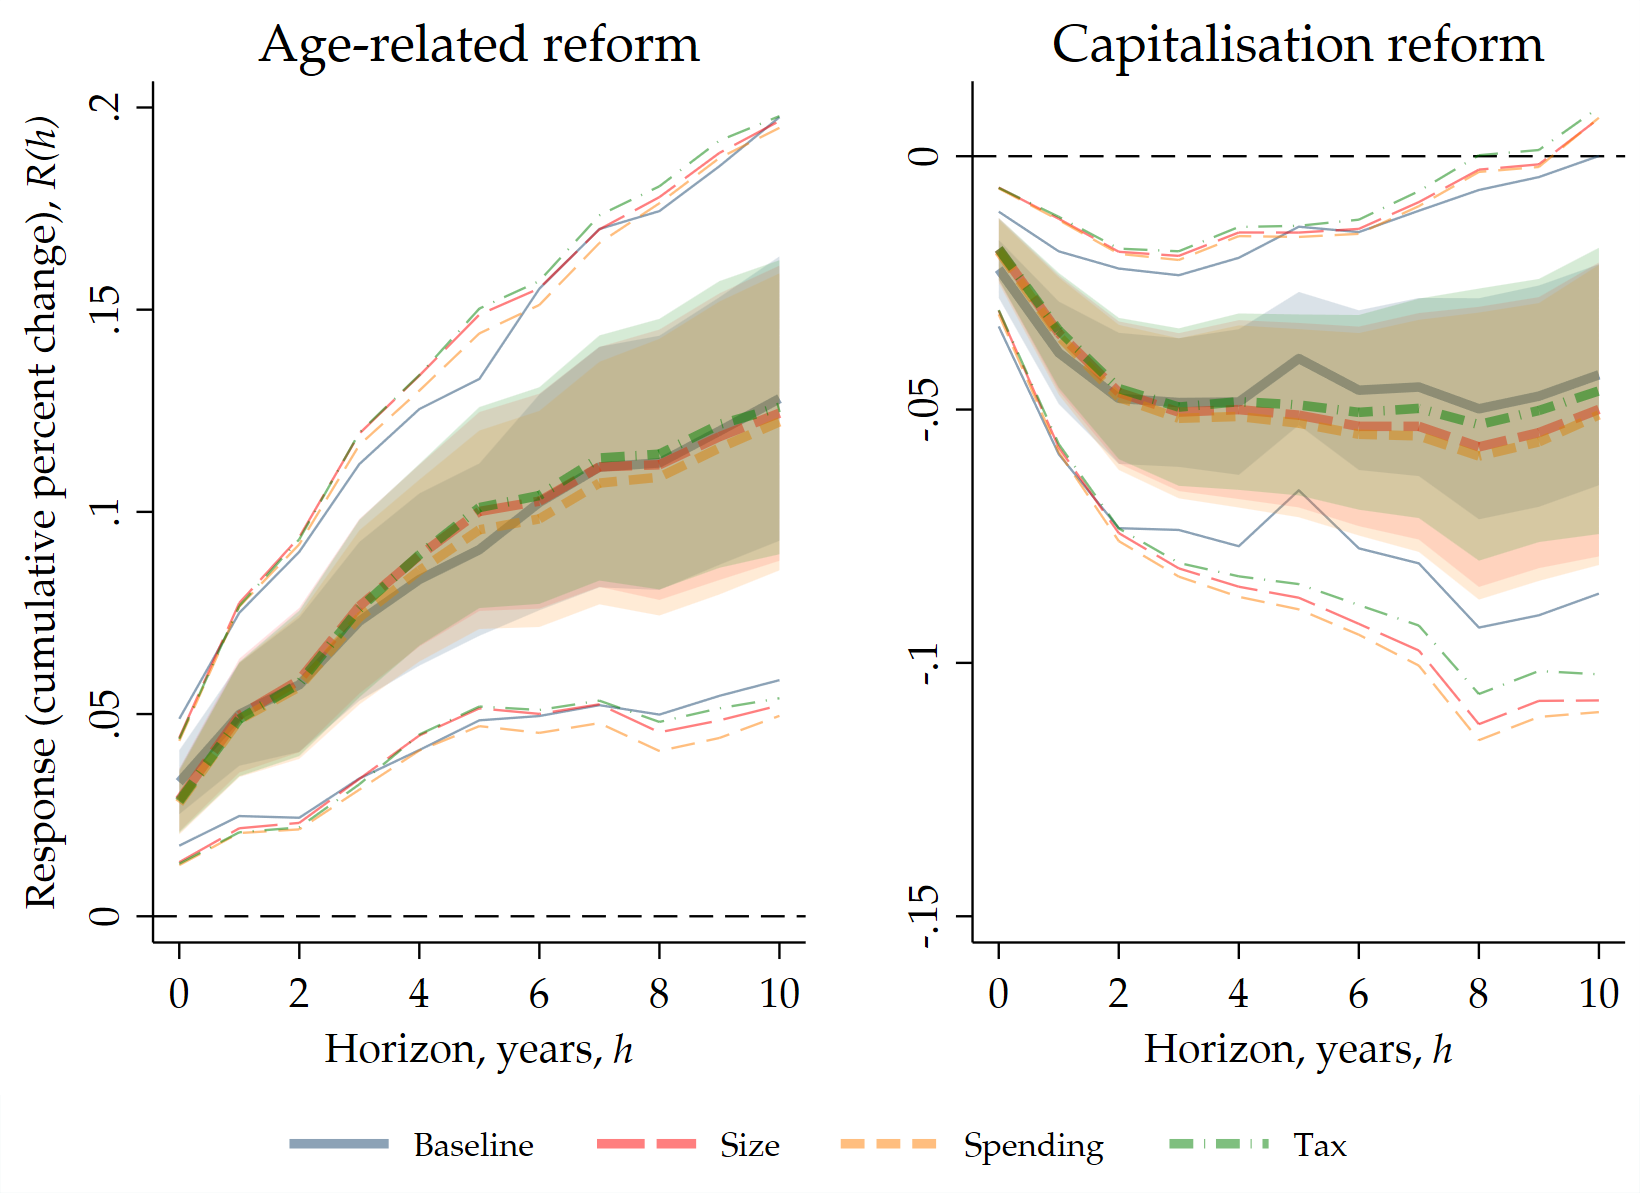 Age-related reform
Capitalisation reform
Response (cumulative percent change), R(h)
.2
.15
.1
.05
0
0
-.05
-.1
-.15
0 2 4 6 8 10
0 2 4 6 8 10
Horizon, years, h
Horizon, years, h
Baseline Size Spending Tax